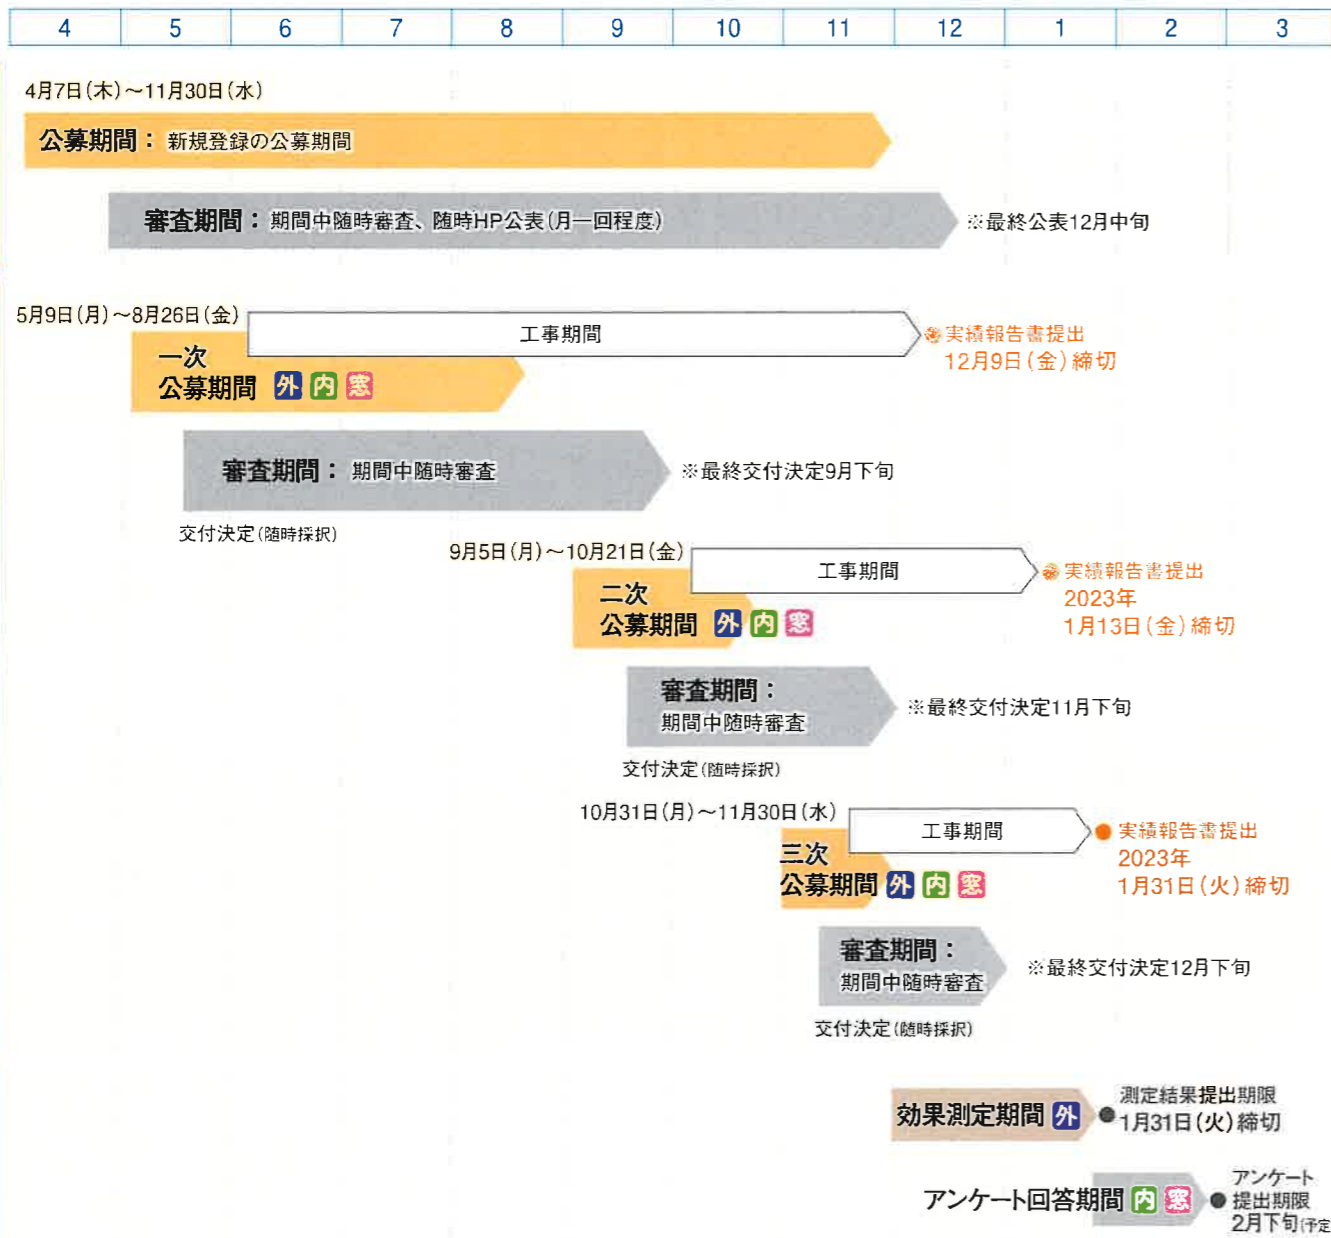 4 5 6 7 8 9 10 11 12 1 2 3
4月7日(木)～11月30日(水)
公募期間： 新規登録の公募期間
審査期間： 期間中随時審査、随時HP公表(月一回程度)
※最終公表12月中旬
5月9日(月)～8月26日(金)
工事期間
実績報告書提出
12月9日(金)締切
一次
公募期間 外 内 窓
審査期間： 期間中随時審査
※最終交付決定9月下旬
交付決定(随時採択)
9月5日(月)～10月21日(金)
工事期間
実績報告書提出
2023年
1月13日(金)締切
二次
公募期間 外 内 窓
審査期間：
期間中随時審査
※最終交付決定11月下旬
交付決定(随時採択)
10月31日(月)～11月30日(水)
工事期間
実績報告書提出
2023年
1月31日(火)締切
三次
公募期間 外 内 窓
審査期間：
期間中随時審査
※最終交付決定12月下旬
交付決定(随時採択)
効果測定期間 外
測定結果提出期限
1月31日(火)締切
アンケート回答期間 内 窓
アンケート
提出期限
2月下旬(予定